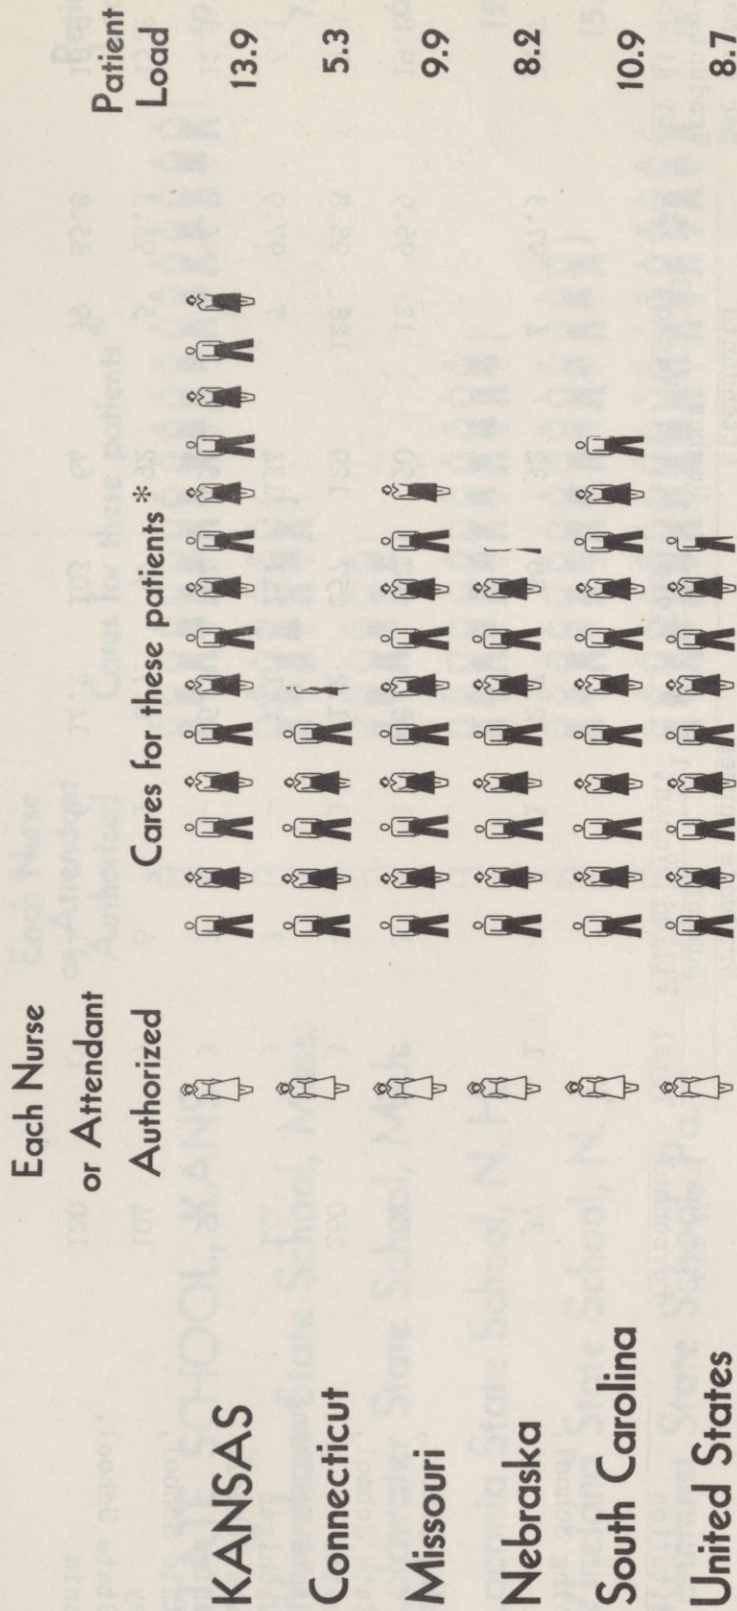 Each Nurse
or Attendant
Authorized
Cares for these patients*
Patient
Load
KANSAS 13.9
Connecticut 5.3
Missouri 9.9
Nebraska 8.2
South Carolina 10.9
United States 8.7